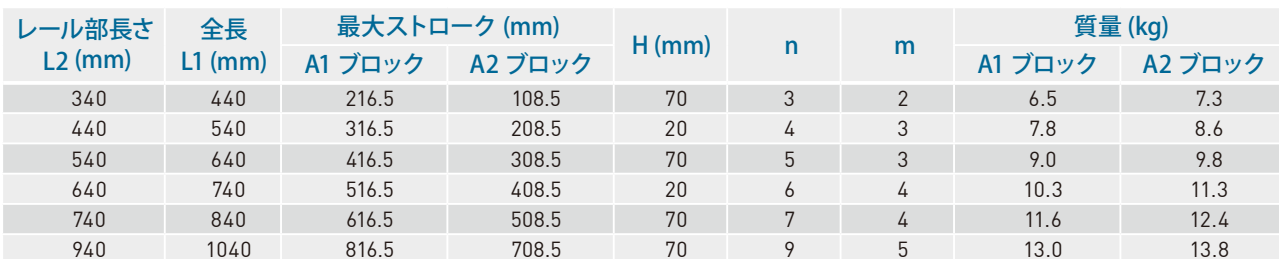 レール部長さ L2 (mm) 全長 L1 (mm) 最大ストローク (mm) H (mm) n m 質量 (kg)
A1 ブロック A2 ブロック A1 ブロック A2 ブロック
340 440 216.5 108.5 70 3 2 6.5 7.3
440 540 316.5 208.5 20 4 3 7.8 8.6
540 640 416.5 308.5 70 5 3 9.0 9.8
640 740 516.5 408.5 20 6 4 10.3 11.3
740 840 616.5 508.5 70 7 4 11.6 12.4
940 1040 816.5 708.5 70 9 5 13.0 13.8